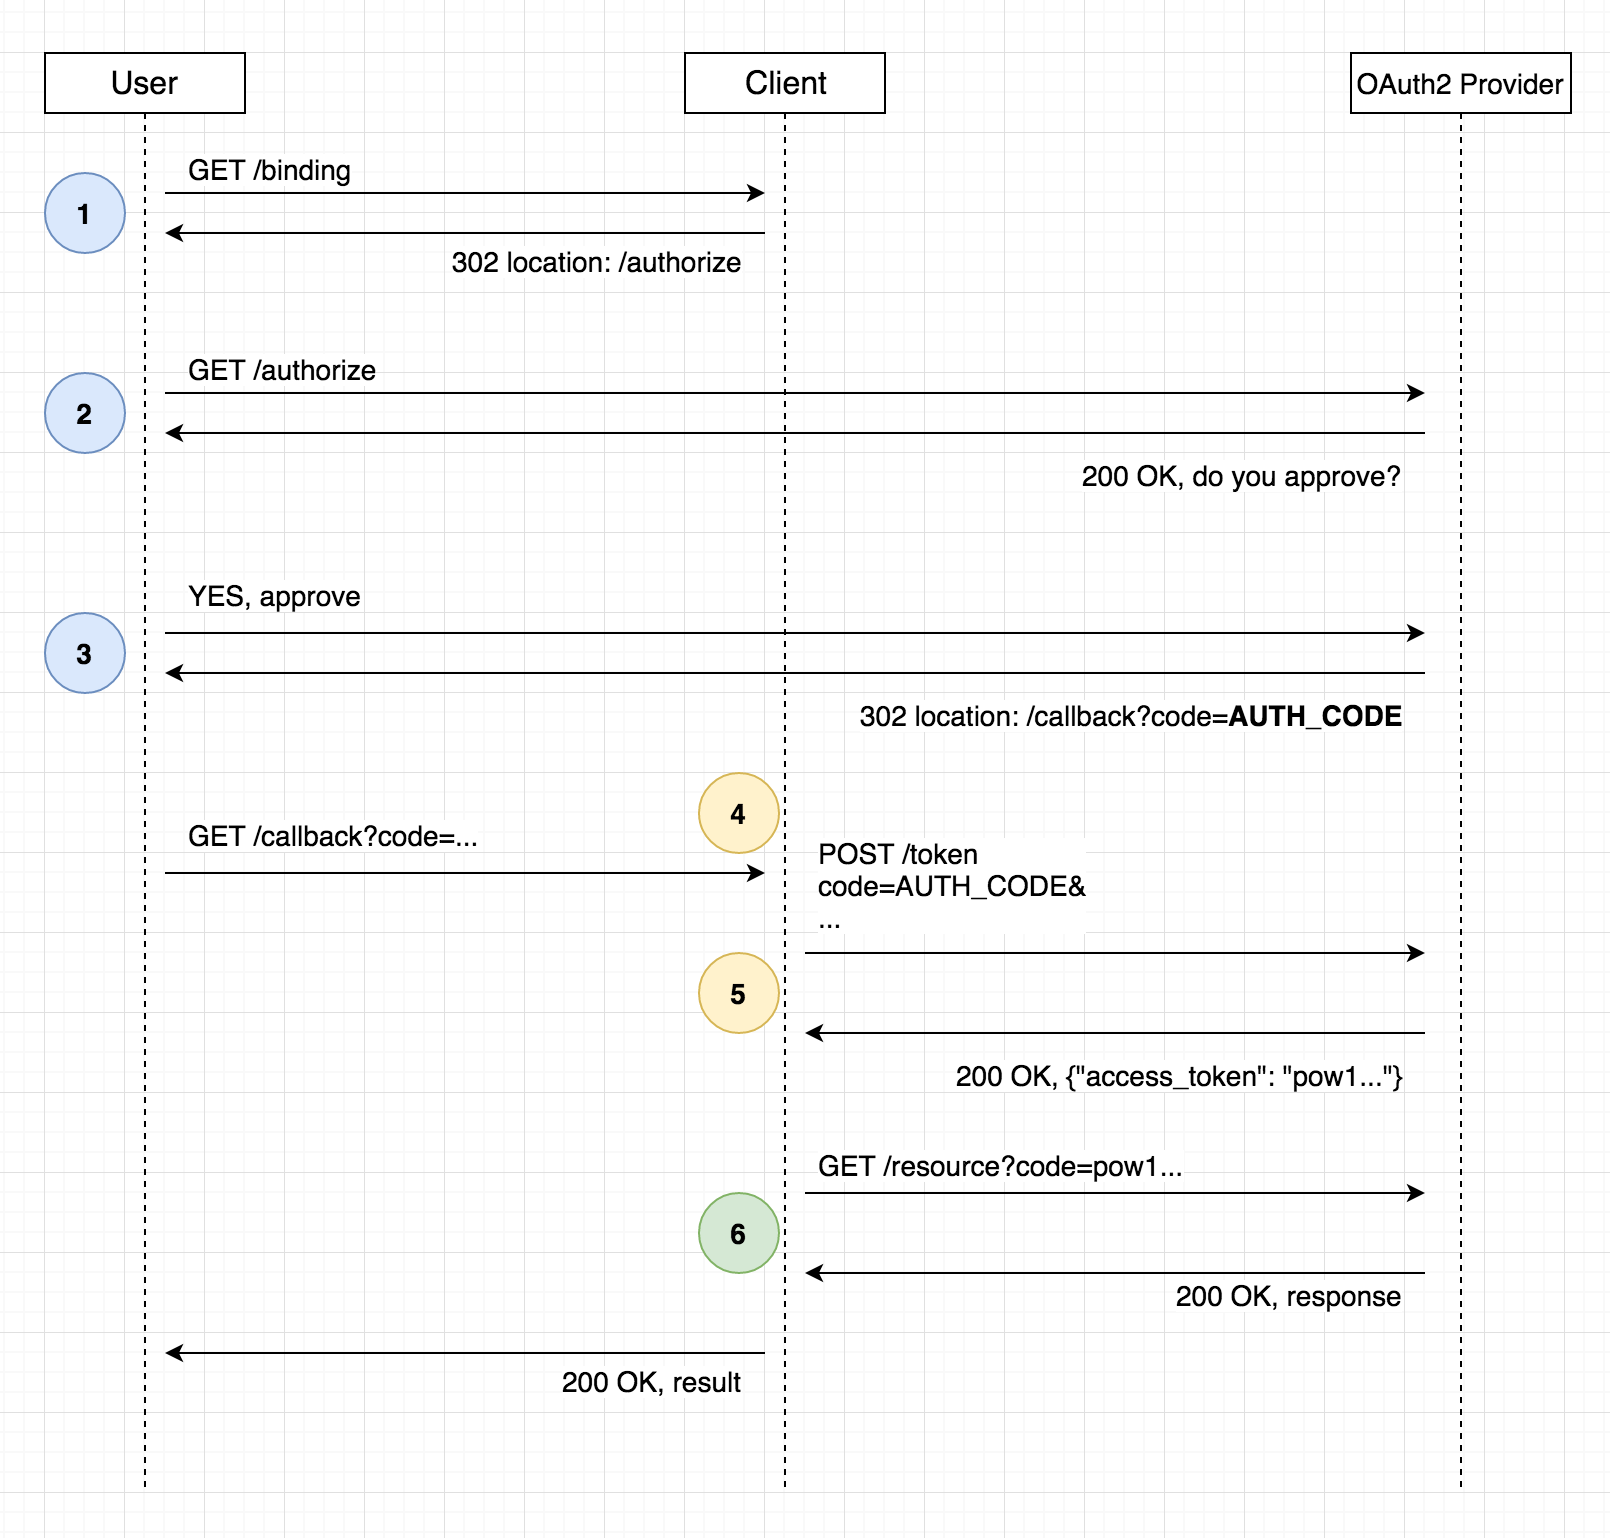 User
Client
OAuth2 Provider
GET /binding
1
302 location: /authorize
GET /authorize
2
200 OK, do you approve?
YES, approve
3
302 location: /callback?code=AUTH_CODE
4
GET /callback?code=...
POST /token
code=AUTH_CODE&
...
5
200 OK, {"access_token": "pow1..."}
GET /resource?code=pow1...
6
200 OK, response
200 OK, result